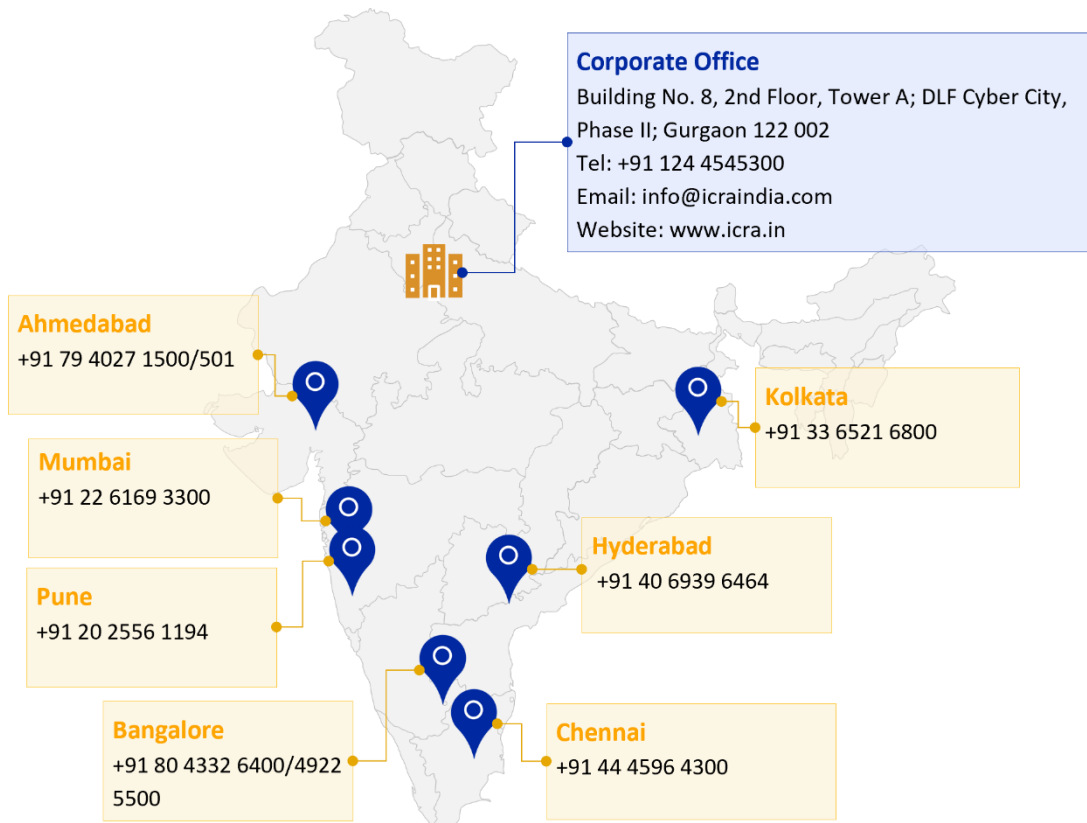 Corporate Office
Building No. 8, 2nd Floor, Tower A; DLF Cyber City,
Phase II; Gurgaon 122 002
Tel: +91 124 4545300
Email: info@icraindia.com
Website: www.icra.in
Ahmedabad
+91 79 4027 1500/501
Kolkata
+91 33 6521 6800
Mumbai
+91 22 6169 3300
Hyderabad
+91 40 6939 6464
Pune
+91 20 2556 1194
Bangalore
+91 80 4332 6400/4922
5500
Chennai
+91 44 4596 4300